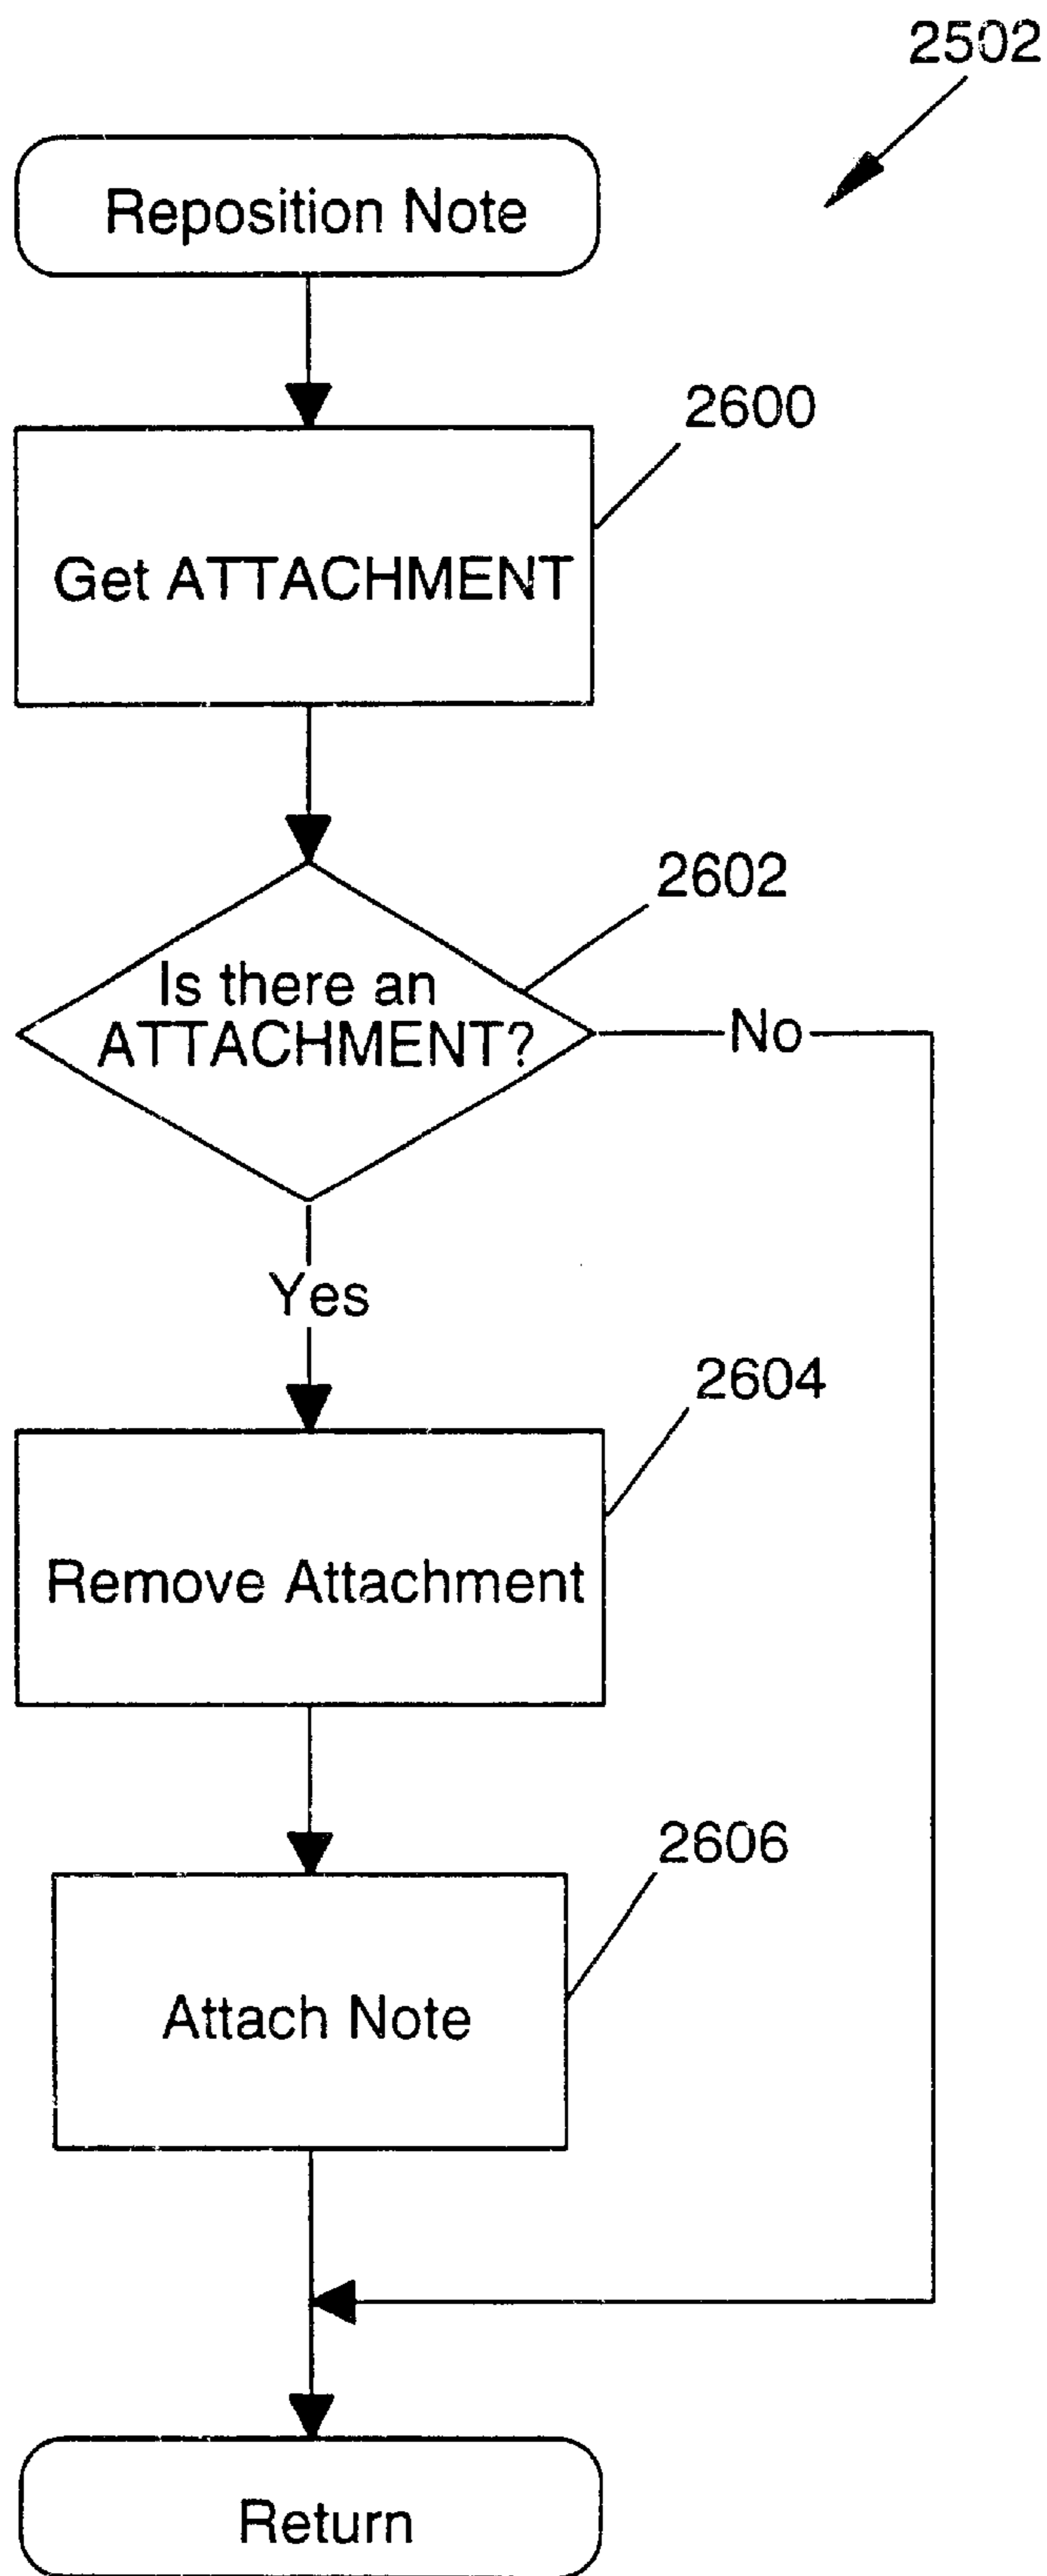 2502
Reposition Note
2600
Get ATTACHMENT
2602
Is there an
ATTACHMENT?
No
Yes
2604
Remove Attachment
2606
Attach Note
Return